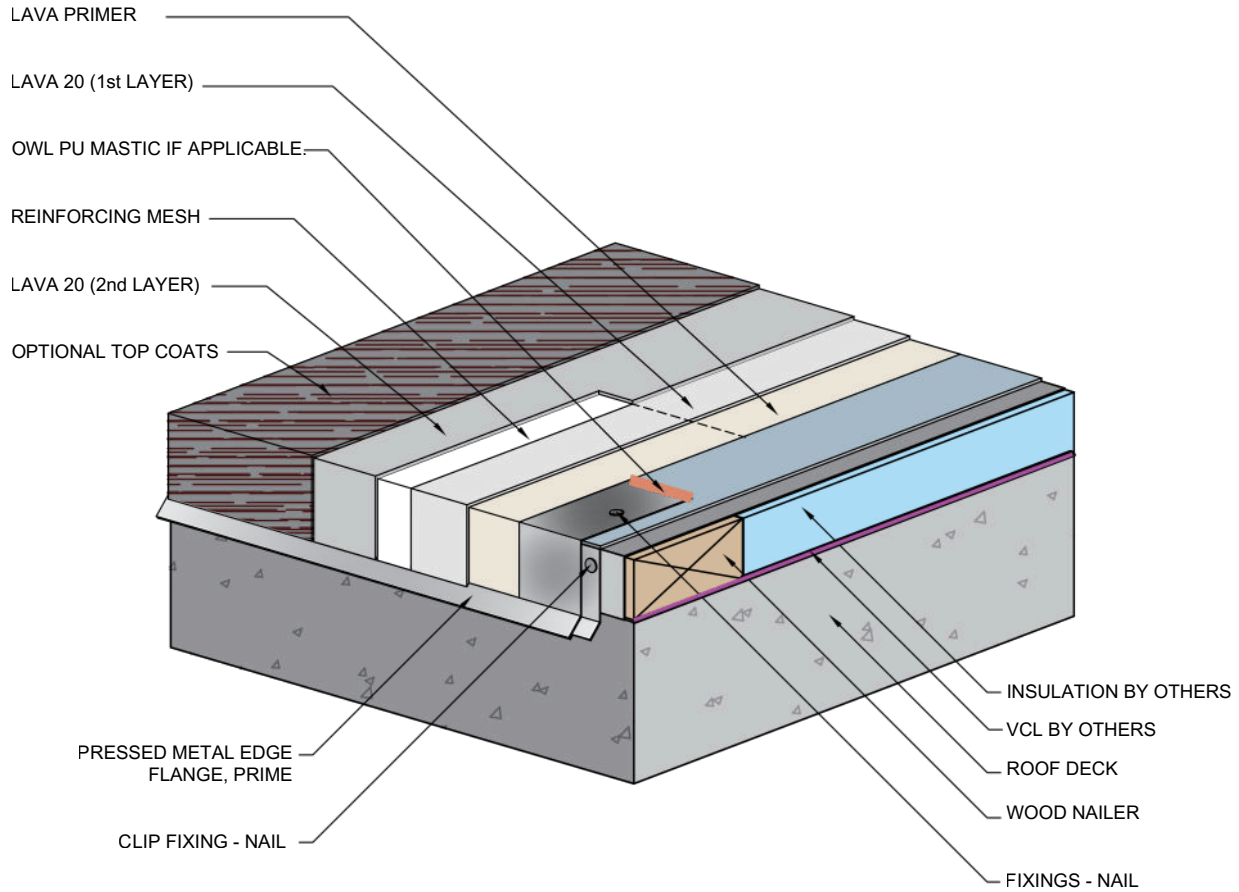 LAVA PRIMER
LAVA 20 (1st LAYER)
OWL PU MASTIC IF APPLICABLE.
REINFORCING MESH
LAVA 20 (2nd LAYER)
OPTIONAL TOP COATS
PRESSED METAL EDGE
FLANGE, PRIME
CLIP FIXING - NAIL
INSULATION BY OTHERS
VCL BY OTHERS
ROOF DECK
WOOD NAILER
FIXINGS - NAIL